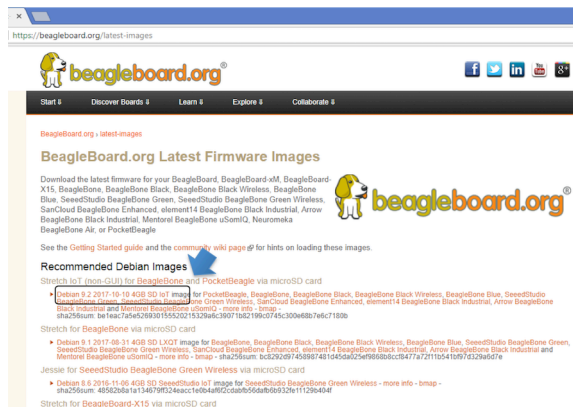 https://beagleboard.org/latest-images
beagleboard.org®
Start
Discover Boards
Learn
Explore
Collaborate
BeagleBoard.org › latest-images
BeagleBoard.org Latest Firmware Images
Download the latest firmware for your BeagleBoard, BeagleBoard-xM, BeagleBoard-
X15, BeagleBone, BeagleBone Black, BeagleBone Black Wireless, BeagleBone
Blue, SeeedStudio BeagleBone Green, SeeedStudio BeagleBone Green Wireless,
SanCloud BeagleBone Enhanced, element14 BeagleBone Black Industrial, Arrow
BeagleBone Black Industrial, Mentorel BeagleBone uSomIQ, Neuromeka
BeagleBone Air, or PocketBeagle
beagleboard.org®
See the Getting Started guide and the community wiki page for hints on loading these images.
Recommended Debian Images
Stretch IoT (non-GUI) for BeagleBone and PocketBeagle via microSD card
Debian 9.2 2017-10-10 4GB SD IoT image for PocketBeagle, BeagleBone, BeagleBone Black, BeagleBone Black Wireless, BeagleBone Blue, SeeedStudio
BeagleBone Green, SeeedStudio BeagleBone Green Wireless, SanCloud BeagleBone Enhanced, element14 BeagleBone Black Industrial, Arrow BeagleBone
Black Industrial and Mentorel BeagleBone uSomIQ - more info - bmap -
sha256sum:
Stretch for BeagleBone via microSD card
Debian 9.1 2017-08-31 4GB SD LXQT image for BeagleBone, BeagleBone Black, BeagleBone Black Wireless, BeagleBone Blue, SeeedStudio BeagleBone Green,
SeeedStudio BeagleBone Green Wireless, SanCloud BeagleBone Enhanced, element14 BeagleBone Black Industrial, Arrow BeagleBone Black Industrial and
Mentorel BeagleBone uSomIQ - more info - bmap - sha256sum:
Jessie for SeeedStudio BeagleBone Green Wireless via microSD card
Debian 8.6 2016-11-06 4GB SD SeeedStudio IoT image for SeeedStudio BeagleBone Green Wireless - more info - bmap -
sha256sum:
Stretch for BeagleBoard-X15 via microSD card